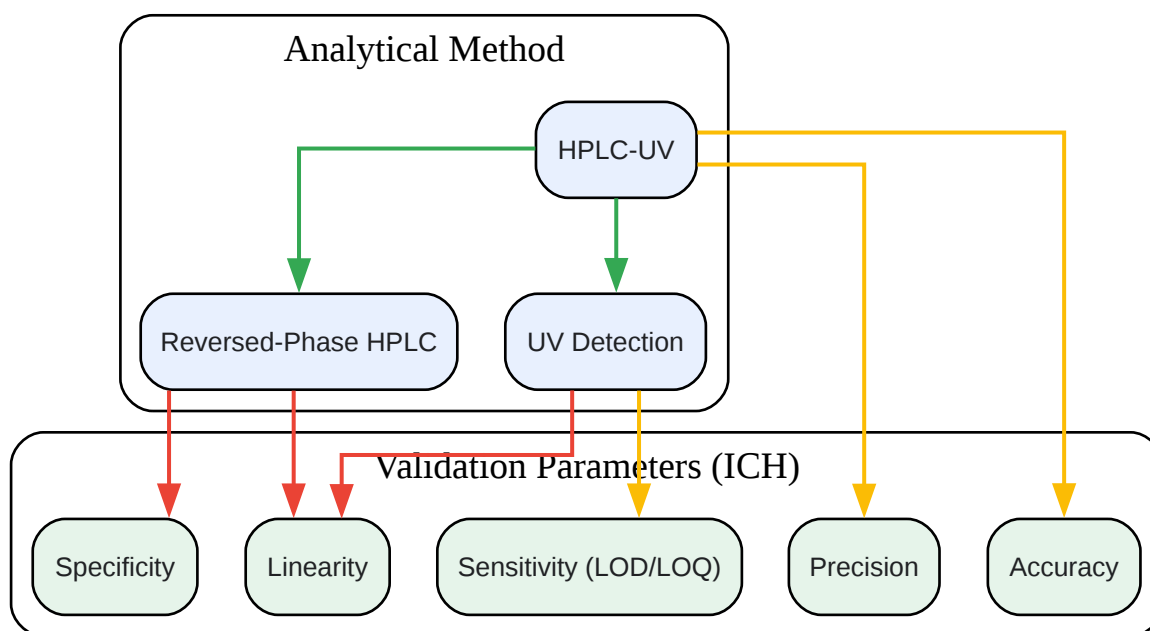 Analytical Method
HPLC-UV
Reversed-Phase HPLC
UV Detection
Validation Parameters (ICH)
Specificity
Linearity
Sensitivity (LOD/LOQ)
Precision
Accuracy